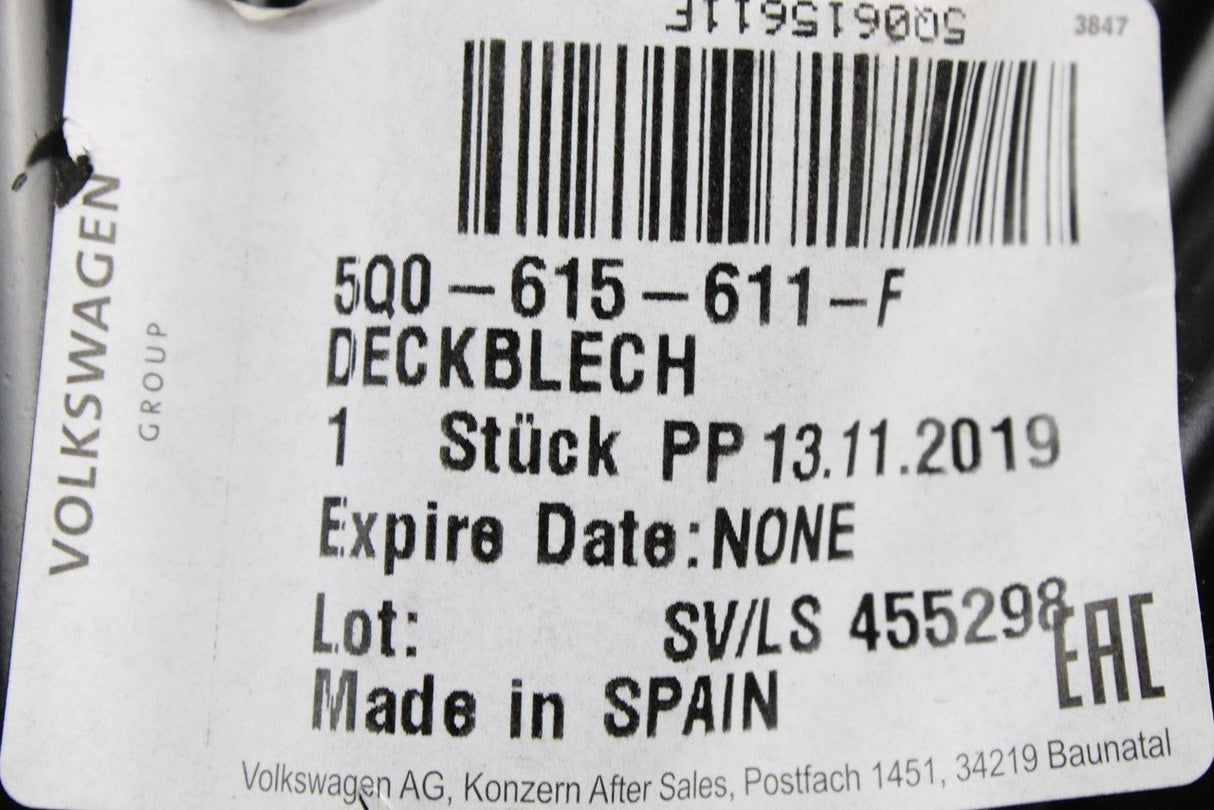 5Q0615611F
3847
5Q0-615-611-F
DECKBLECH
1 Stück PP 13.11.2019
Expire Date:NONE
Lot: SV/LS 455298
EAC
Made in SPAIN
Volkswagen AG, Konzern After Sales, Postfach 1451, 34219 Baunatal
VOLKSWAGEN
GROUP